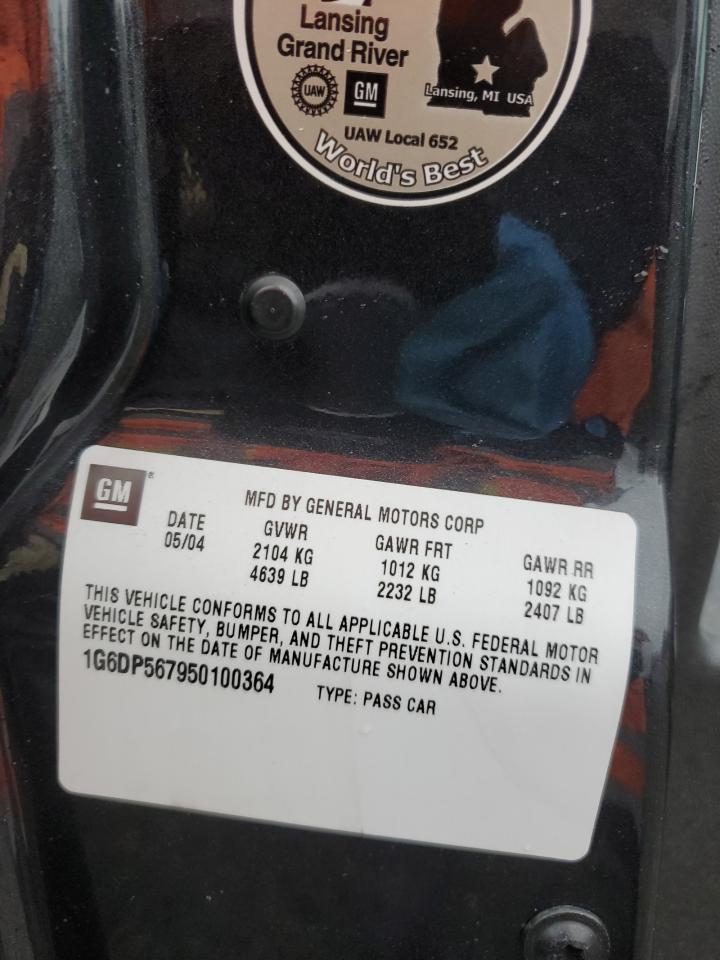 Lansing
Grand River
UAW
GM
Lansing, MI USA
UAW Local 652
World's Best
GM
MFD BY GENERAL MOTORS CORP
DATE GVWR GAWR FRT GAWR RR
05/04 2104 KG 1012 KG 1092 KG
4639 LB 2232 LB 2407 LB
THIS VEHICLE CONFORMS TO ALL APPLICABLE U.S. FEDERAL MOTOR
VEHICLE SAFETY, BUMPER, AND THEFT PREVENTION STANDARDS IN
EFFECT ON THE DATE OF MANUFACTURE SHOWN ABOVE.
1G6DP567950100364 TYPE: PASS CAR